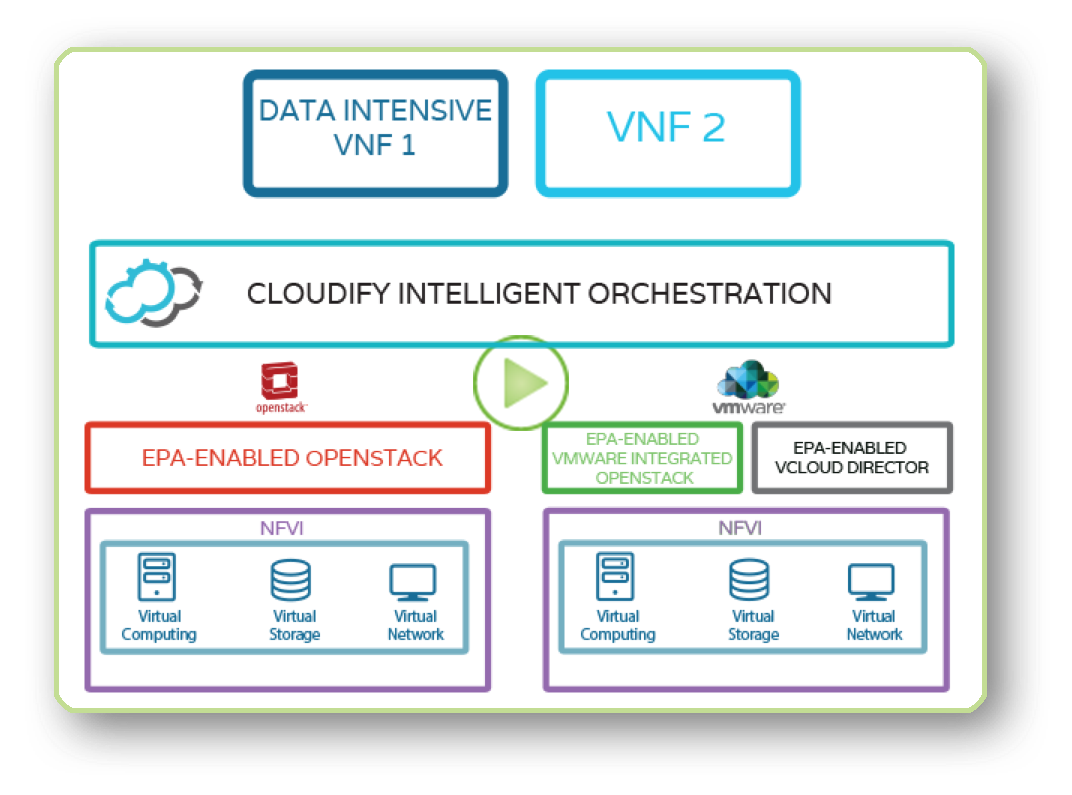 DATA INTENSIVE
VNF 1
VNF 2
CLOUDIFY INTELLIGENT ORCHESTRATION
openstack
vmware
EPA-ENABLED OPENSTACK
EPA-ENABLED
VMWARE INTEGRATED
OPENSTACK
EPA-ENABLED
VCLOUD DIRECTOR
NFVI
Virtual
Computing
Virtual
Storage
Virtual
Network
NFVI
Virtual
Computing
Virtual
Storage
Virtual
Network